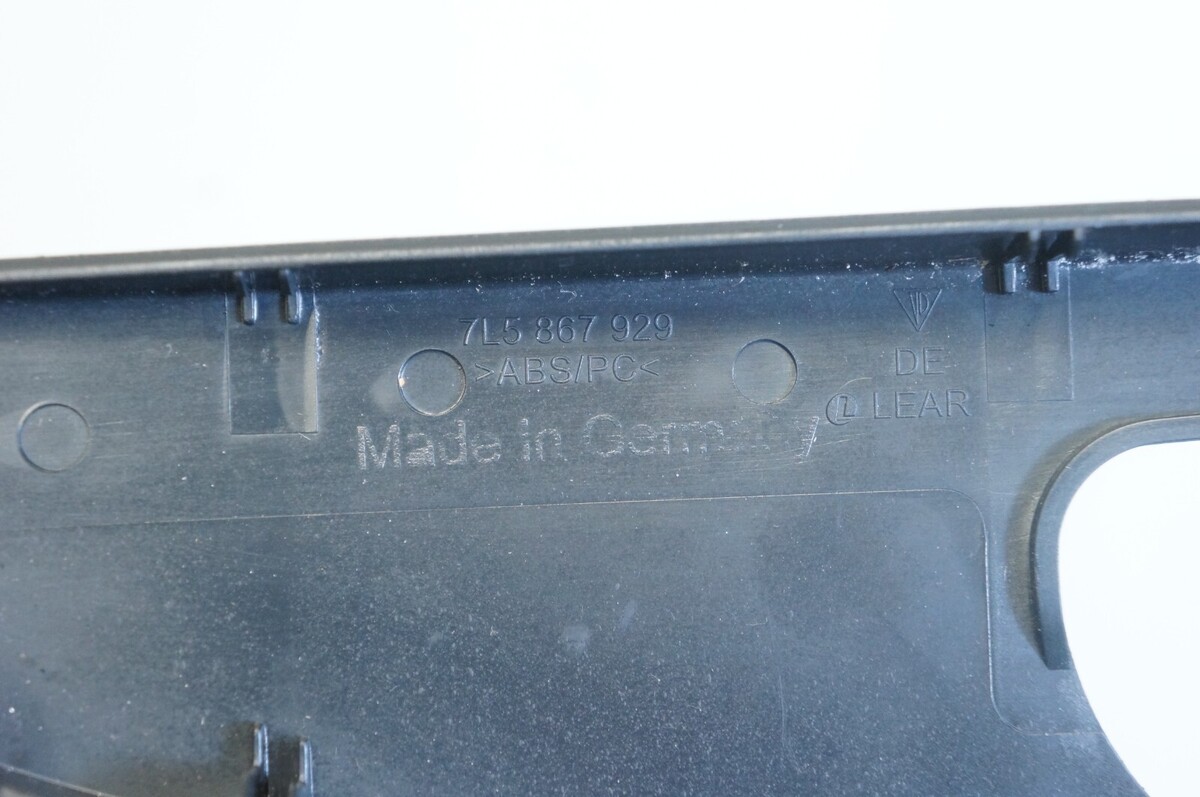 7L5 867 929
>ABS/PC<
DE
LEAR
Made in Germany